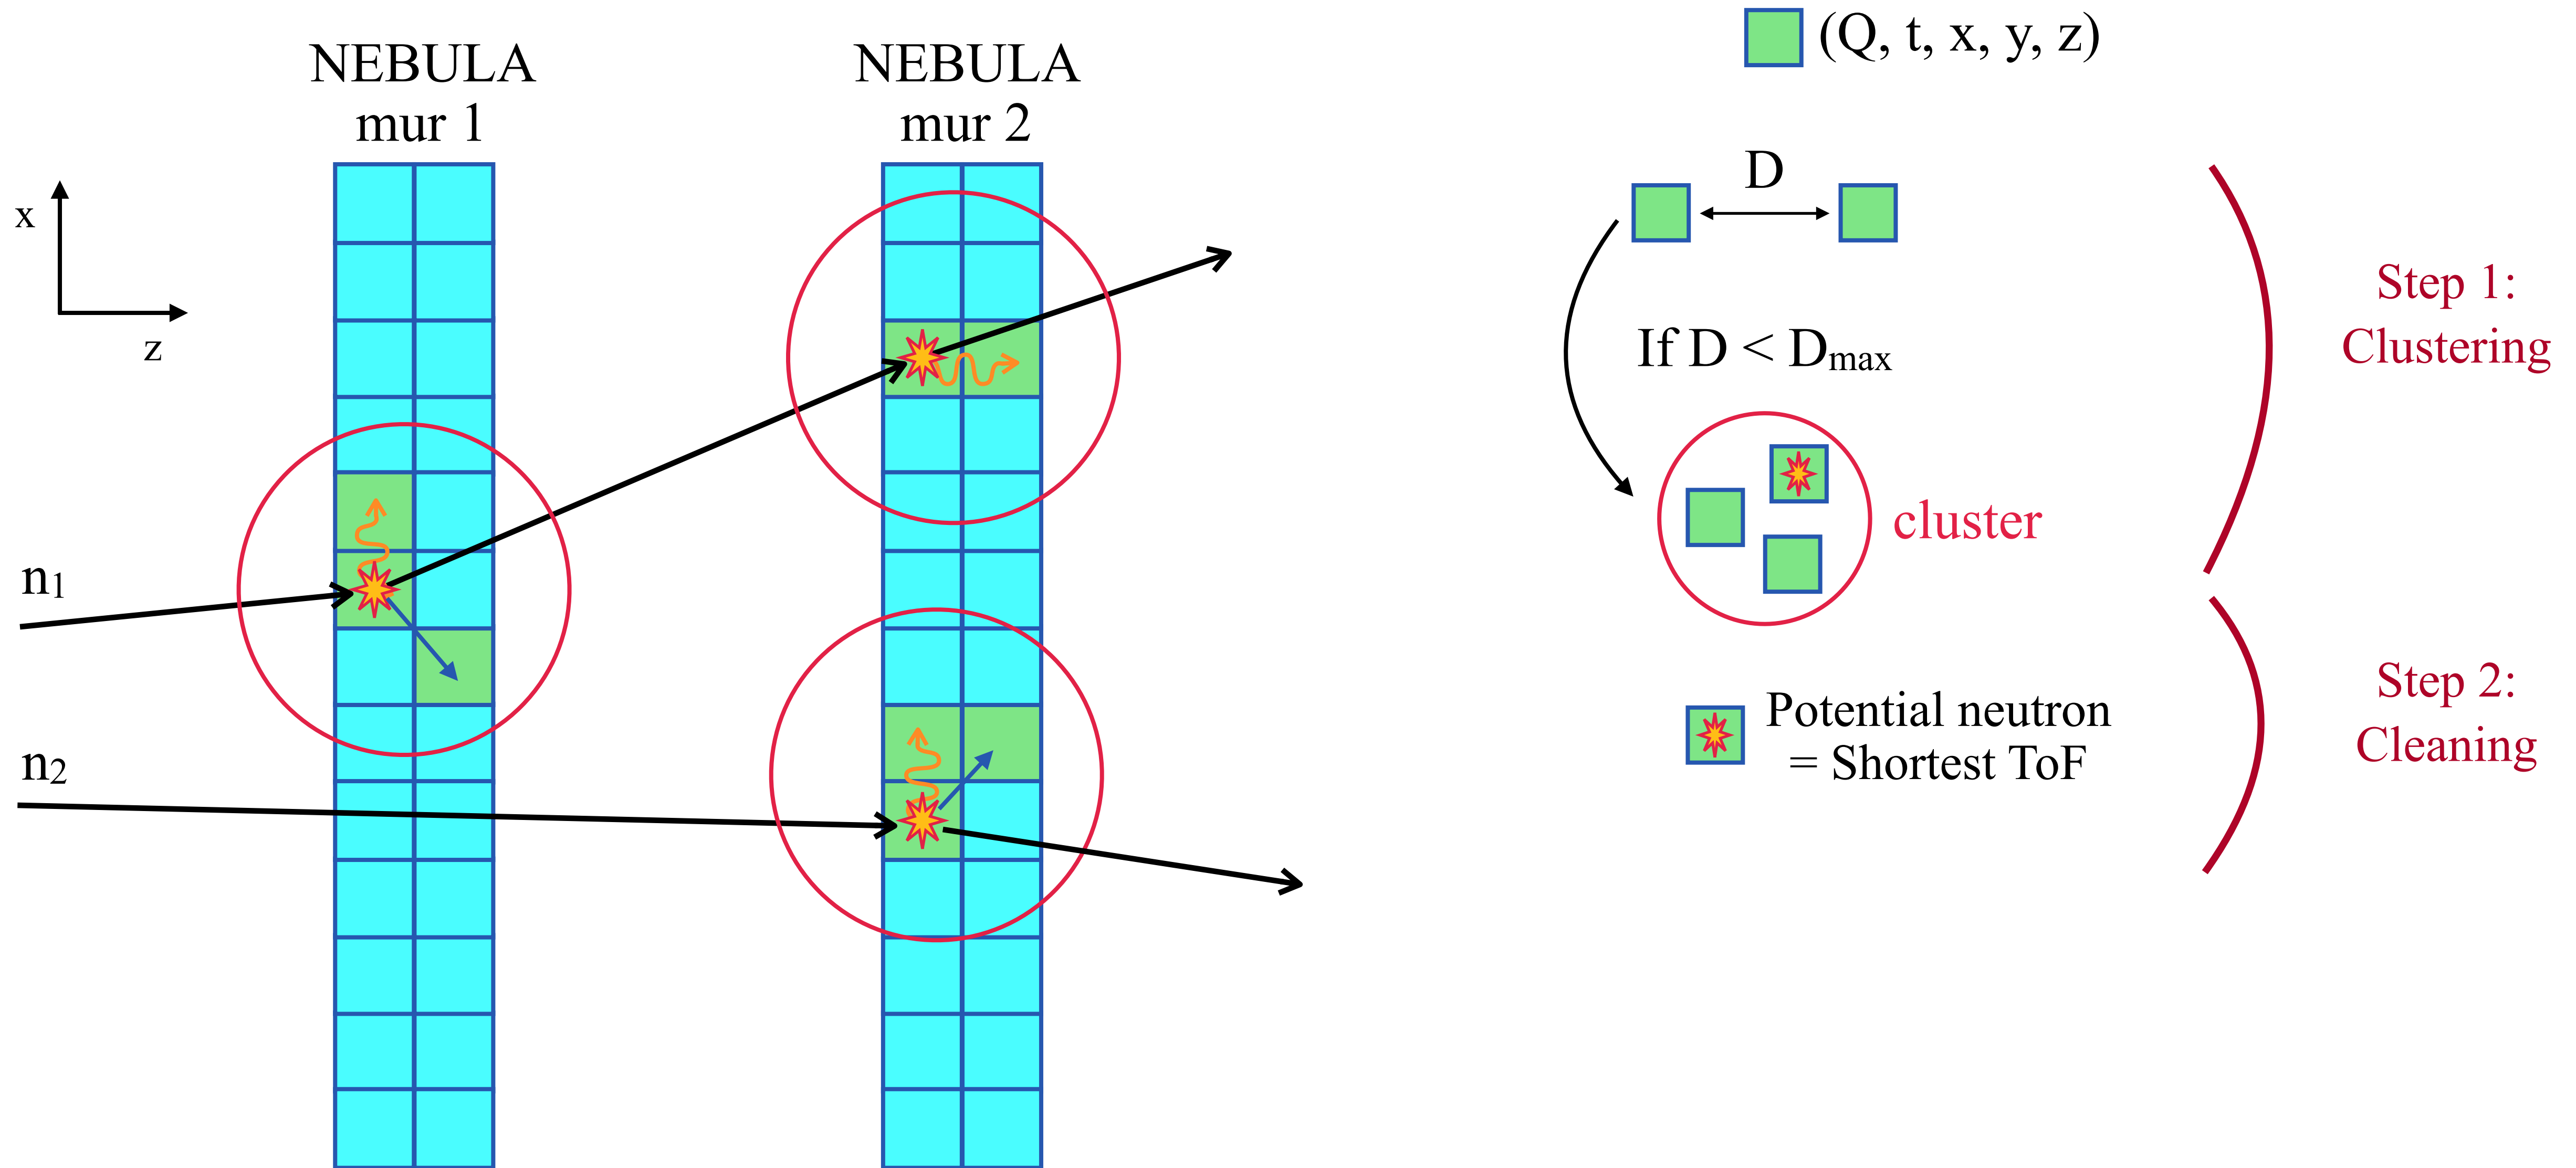 NEBULA
mur 1
NEBULA
mur 2
x
z
n₁
n₂
(Q, t, x, y, z)
D
If D < Dₘₐₓ
cluster
Potential neutron
= Shortest ToF
Step 1:
Clustering
Step 2:
Cleaning